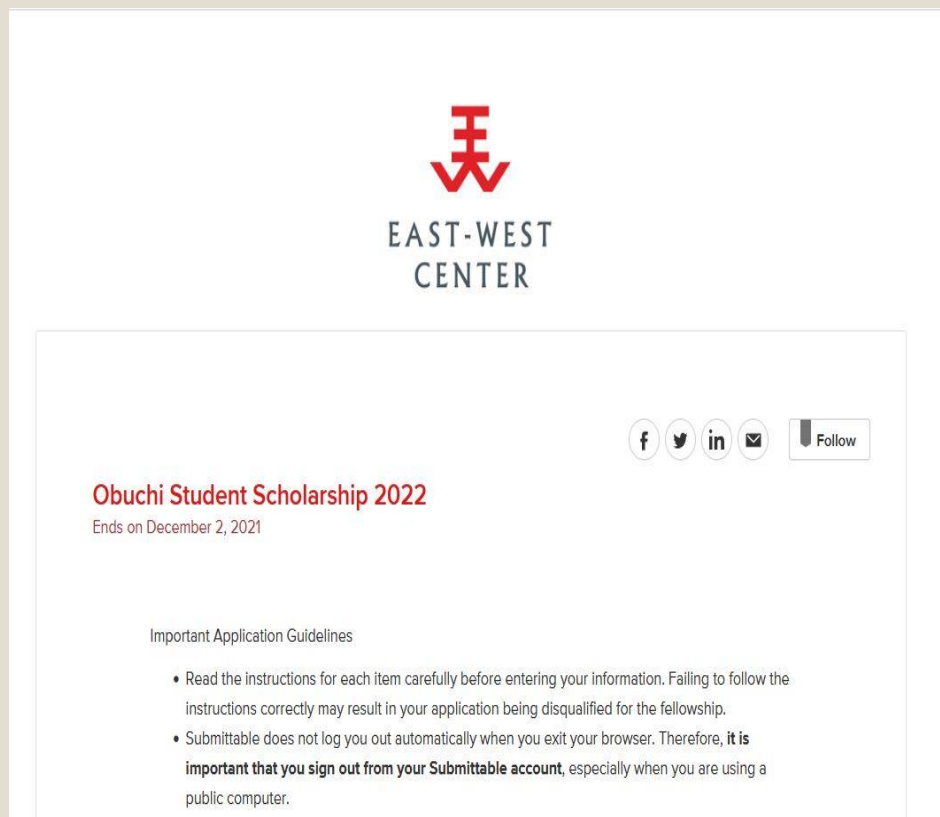 EAST-WEST
CENTER
Follow
Obuchi Student Scholarship 2022
Ends on December 2, 2021
Important Application Guidelines
• Read the instructions for each item carefully before entering your information. Failing to follow the
instructions correctly may result in your application being disqualified for the fellowship.
• Submittable does not log you out automatically when you exit your browser. Therefore, it is
important that you sign out from your Submittable account, especially when you are using a
public computer.